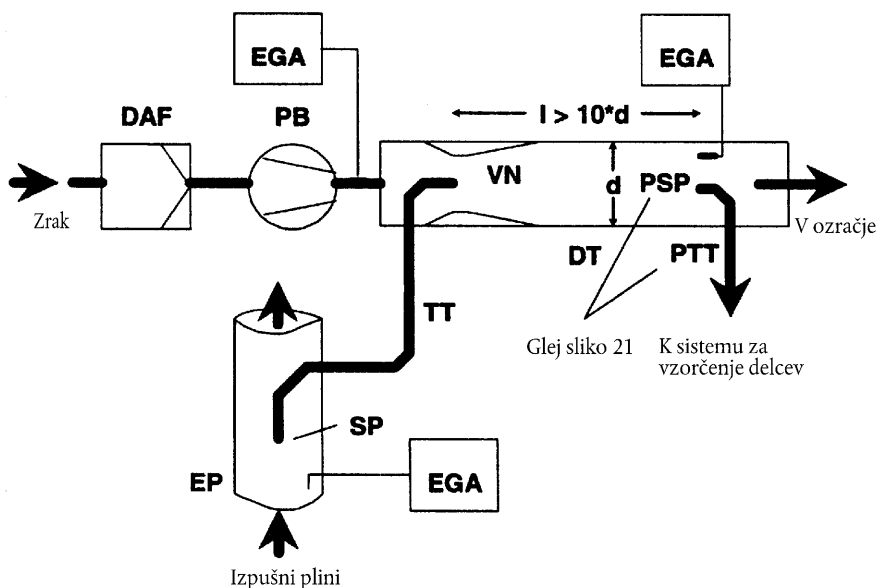 EGA
EGA
DAF
PB
l > 10*d
VN
d
PSP
Zrak
V ozračje
DT
PTT
TT
Glej sliko 21
K sistemu za
vzorčenje delcev
SP
EP
EGA
Izpušni plini